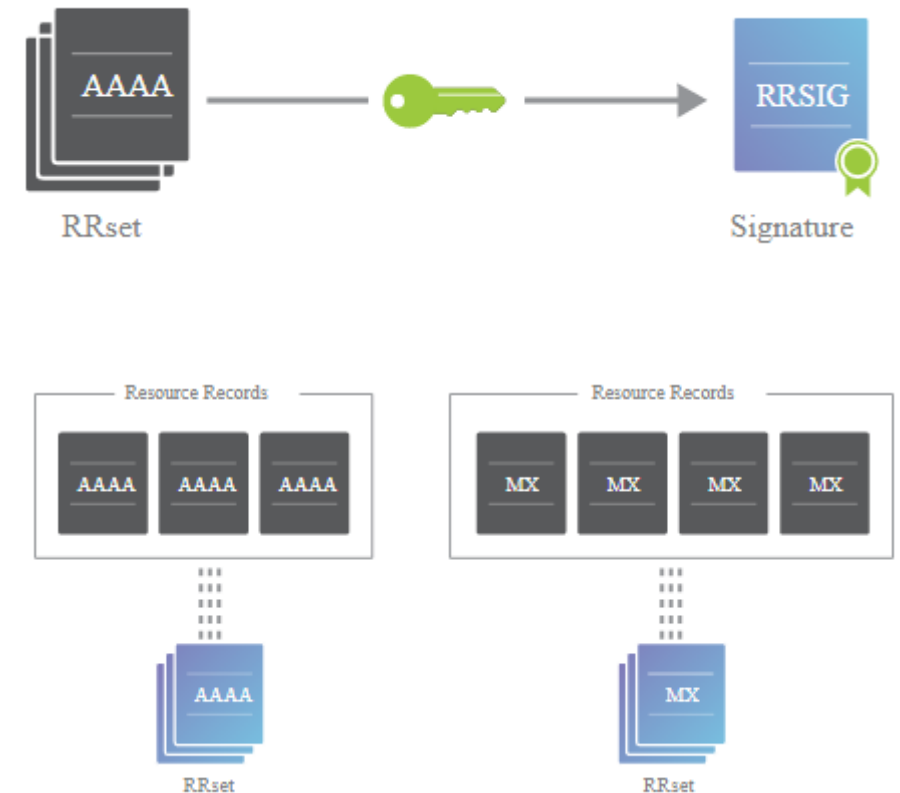 AAAA
RRSIG
RRset
Signature
Resource Records
AAAA AAAA AAAA
AAAA
RRset
Resource Records
MX MX MX MX
MX
RRset